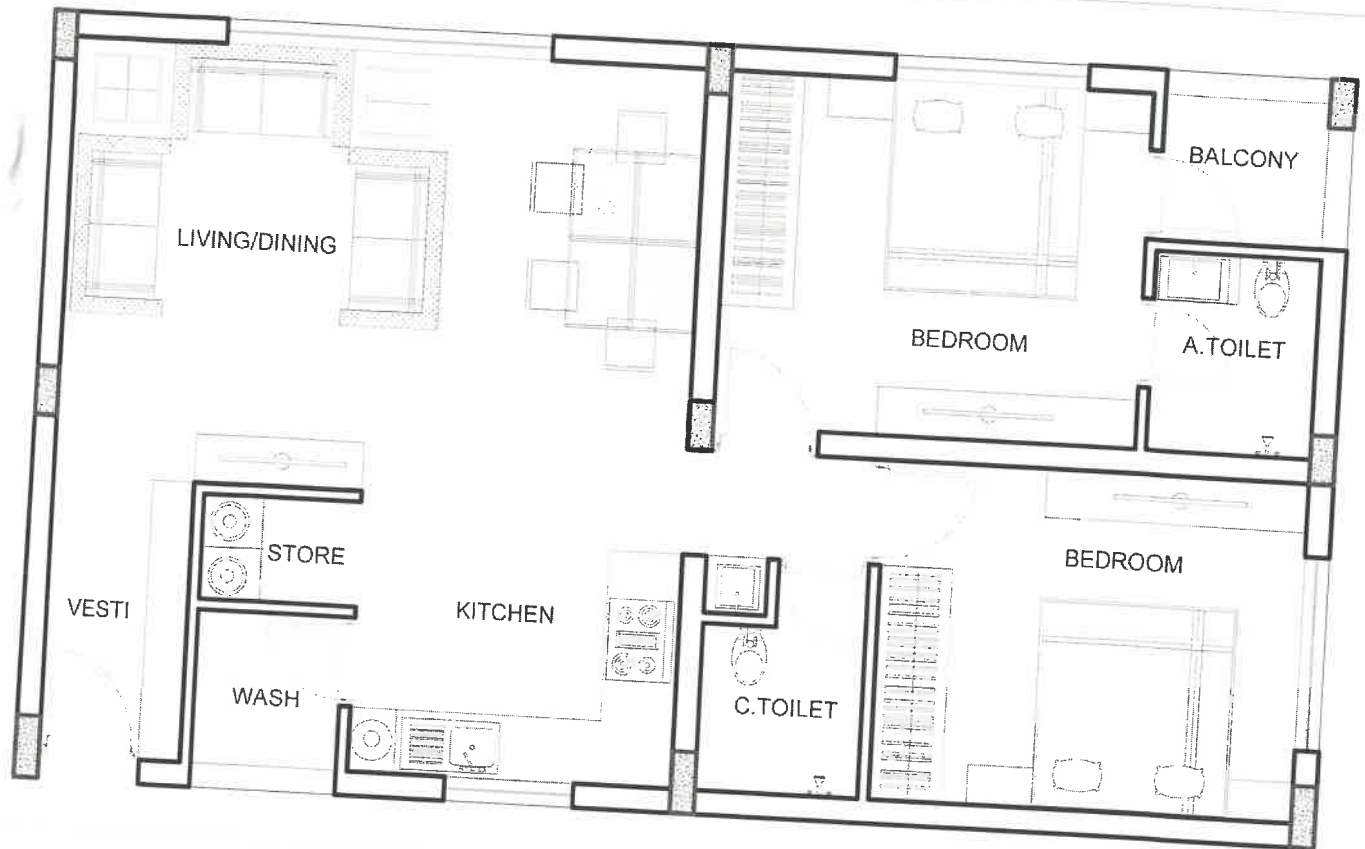 BALCONY
LIVING/DINING
BEDROOM
A.TOILET
STORE
BEDROOM
VESTI
KITCHEN
WASH
C.TOILET